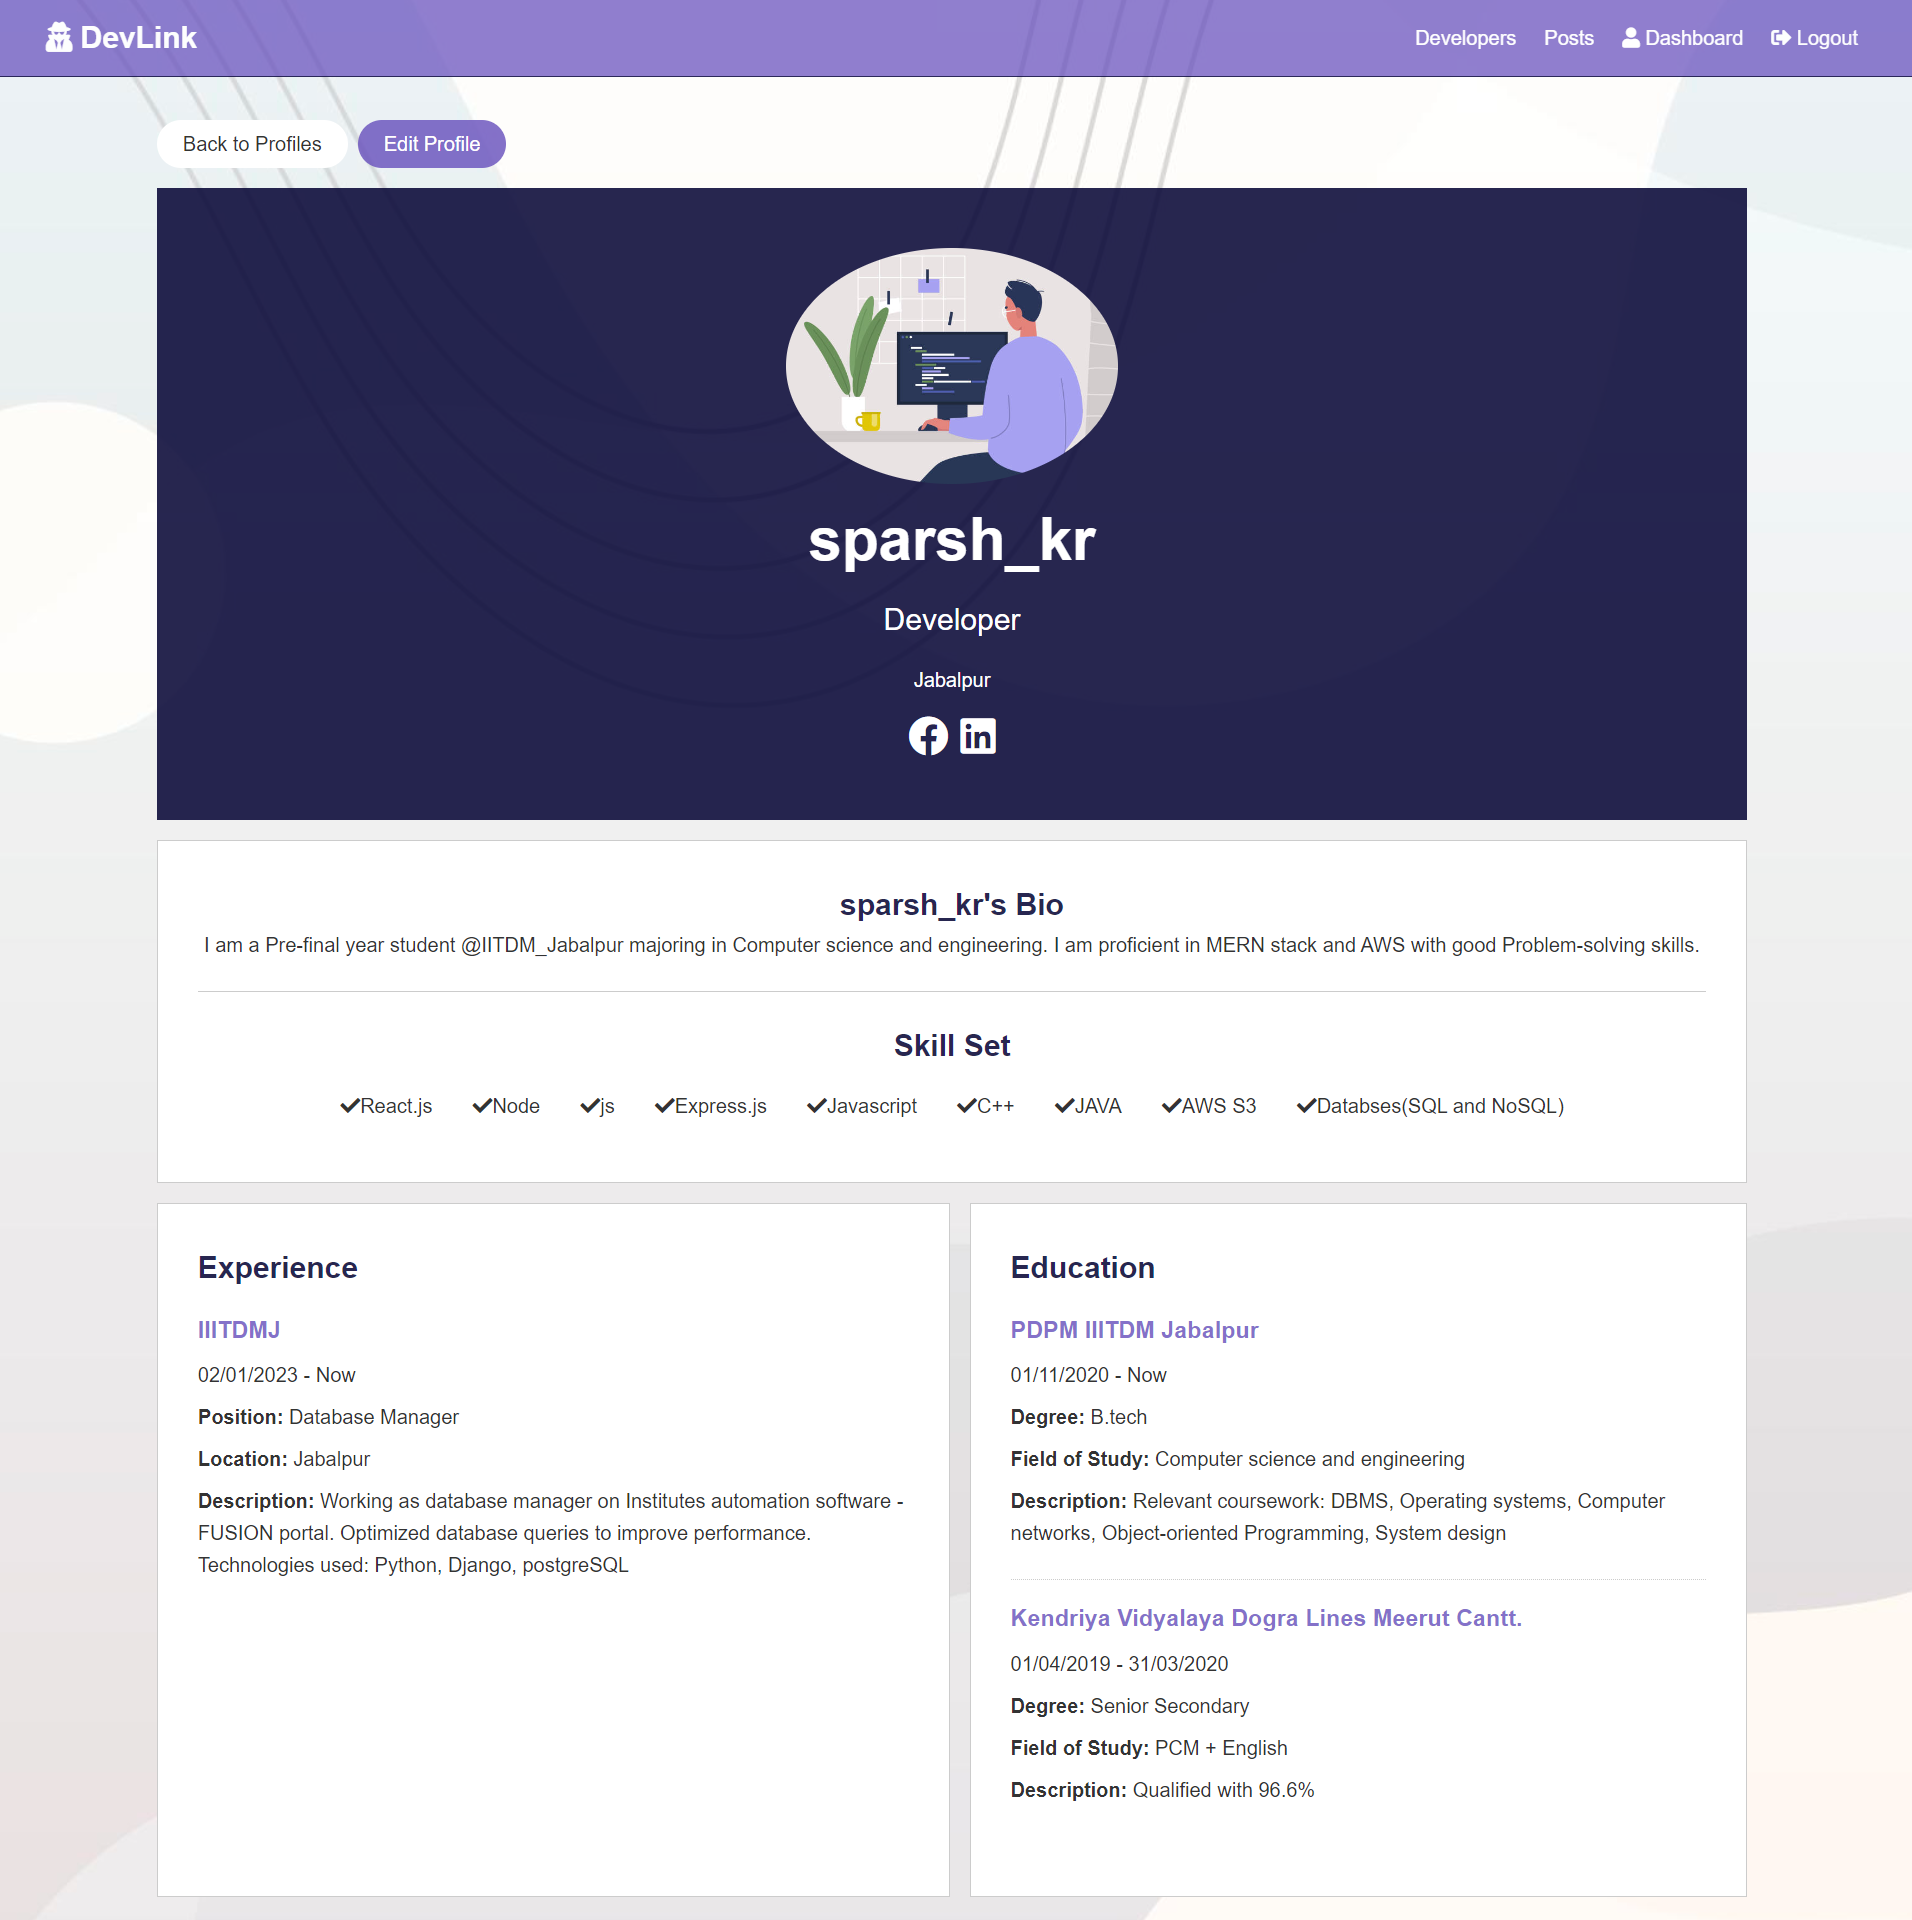 DevLink
Developers Posts Dashboard Logout
Back to Profiles Edit Profile
sparsh_kr
Developer
Jabalpur
sparsh_kr's Bio
I am a Pre-final year student @IITDM_Jabalpur majoring in Computer science and engineering. I am proficient in MERN stack and AWS with good Problem-solving skills.
Skill Set
React.js Node js Express.js Javascript C++ JAVA AWS S3 Databses(SQL and NoSQL)
Experience
IIITDMJ
02/01/2023 - Now
Position: Database Manager
Location: Jabalpur
Description: Working as database manager on Institutes automation software -
FUSION portal. Optimized database queries to improve performance.
Technologies used: Python, Django, postgreSQL
Education
PDPM IIITDM Jabalpur
01/11/2020 - Now
Degree: B.tech
Field of Study: Computer science and engineering
Description: Relevant coursework: DBMS, Operating systems, Computer
networks, Object-oriented Programming, System design
Kendriya Vidyalaya Dogra Lines Meerut Cantt.
01/04/2019 - 31/03/2020
Degree: Senior Secondary
Field of Study: PCM + English
Description: Qualified with 96.6%